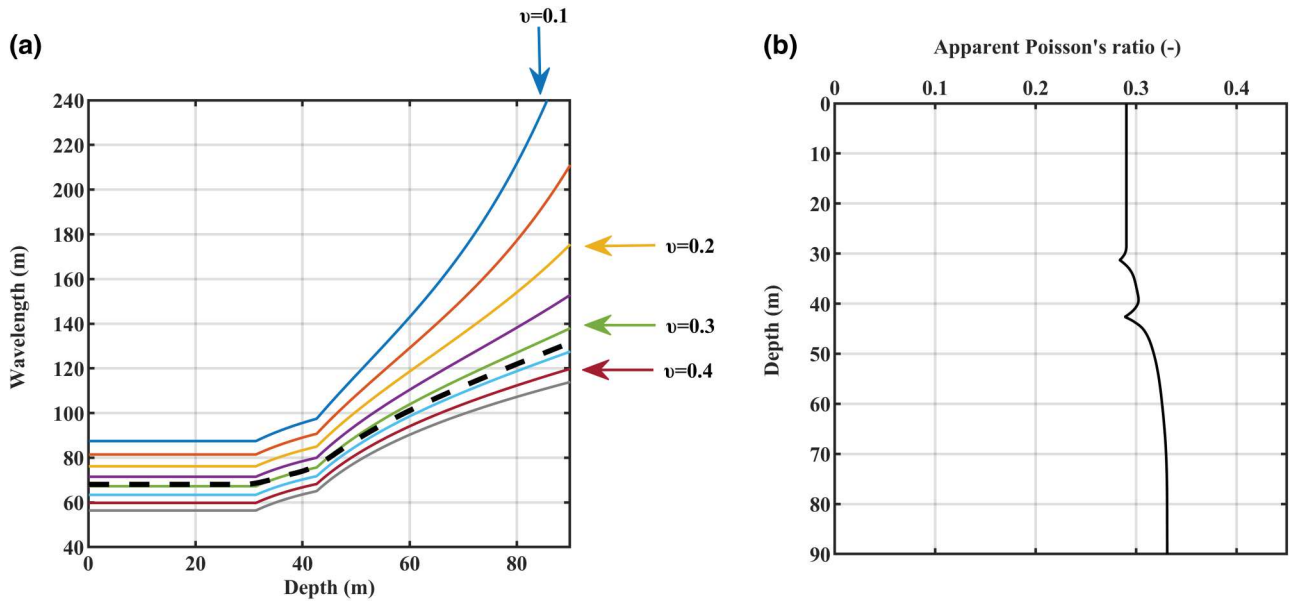 (a)
υ=0.1
240
220
200
180
160
140
120
100
80
60
40
Wavelength (m)
0 20 40 60 80
Depth (m)
υ=0.2
υ=0.3
υ=0.4
(b)
Apparent Poisson's ratio (-)
0 0.1 0.2 0.3 0.4
0
10
20
30
40
50
60
70
80
90
Depth (m)